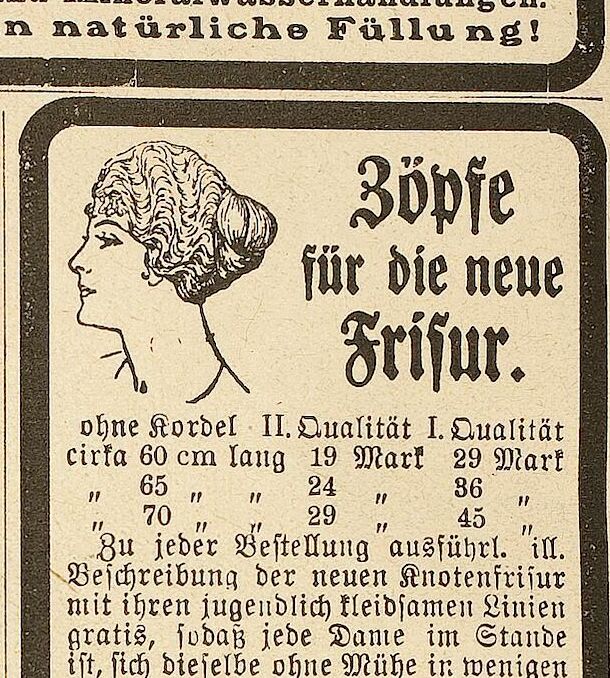 n natürliche Füllung!
Zöpfe
für die neue
Frisur.
ohne Kordel II. Qualität I. Qualität
cirka 60 cm lang 19 Mark 29 Mark
„ 65 „ „ 24 „ 36 „
„ 70 „ „ 29 „ 45 „
Zu jeder Bestellung ausführl. ill.
Beschreibung der neuen Knotenfrisur
mit ihren jugendlich kleidsamen Linien
gratis, sodaß jede Dame im Stande
ist, sich dieselbe ohne Mühe in wenigen